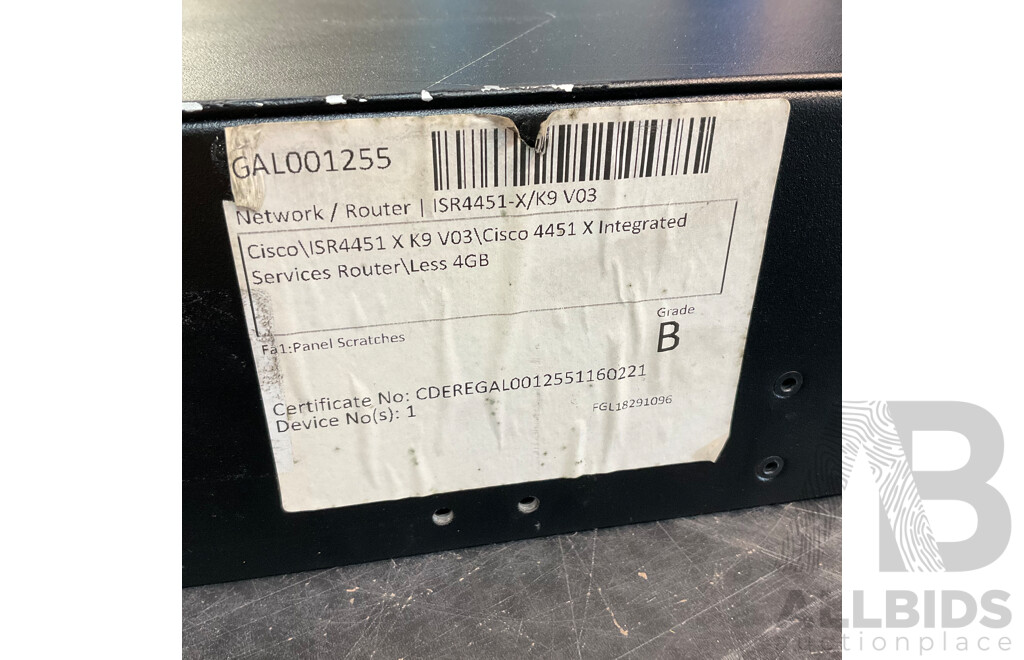 GAL001255
Network / Router | ISR4451-X/K9 V03
Cisco\ISR4451 X K9 V03\Cisco 4451 X Integrated
Services Router\Less 4GB
Grade
B
Fa1:Panel Scratches
Certificate No: CDEREGAL0012551160221
Device No(s): 1
FGL18291096
AB
ALLBIDS
auctionplace